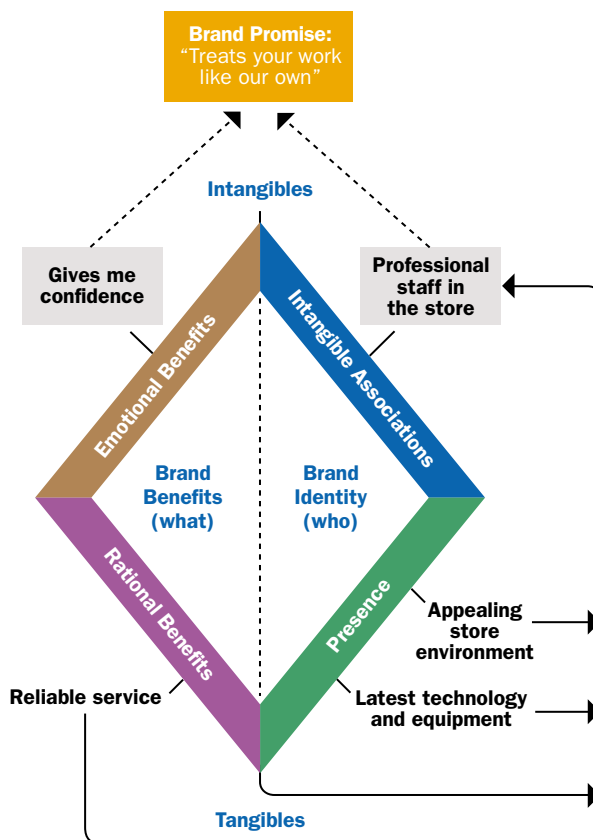 Brand Promise:
“Treats your work
like our own”
Intangibles
Gives me
confidence
Professional
staff in
the store
Emotional Benefits
Intangible Associations
Brand
Benefits
(what)
Brand
Identity
(who)
Rational Benefits
Presence
Appealing
store
environment
Reliable service
Latest technology
and equipment
Tangibles